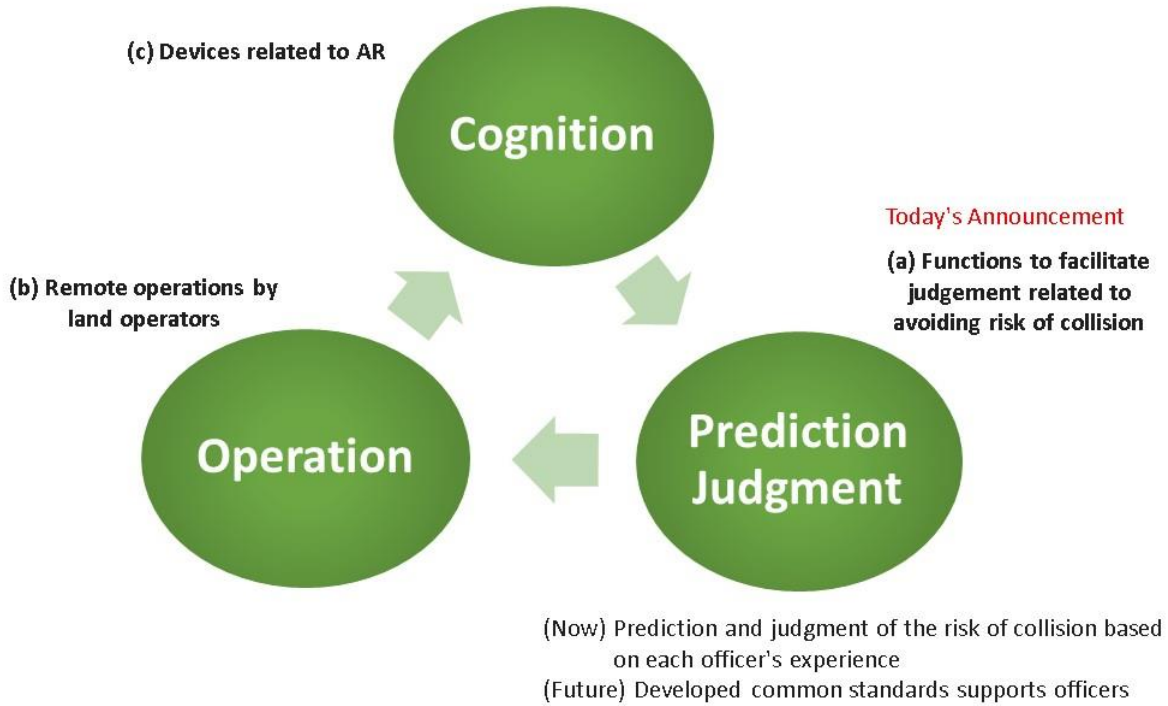 (c) Devices related to AR
Cognition
Today's Announcement
(a) Functions to facilitate
judgement related to
avoiding risk of collision
(b) Remote operations by
land operators
Operation
Prediction
Judgment
(Now) Prediction and judgment of the risk of collision based
on each officer's experience
(Future) Developed common standards supports officers